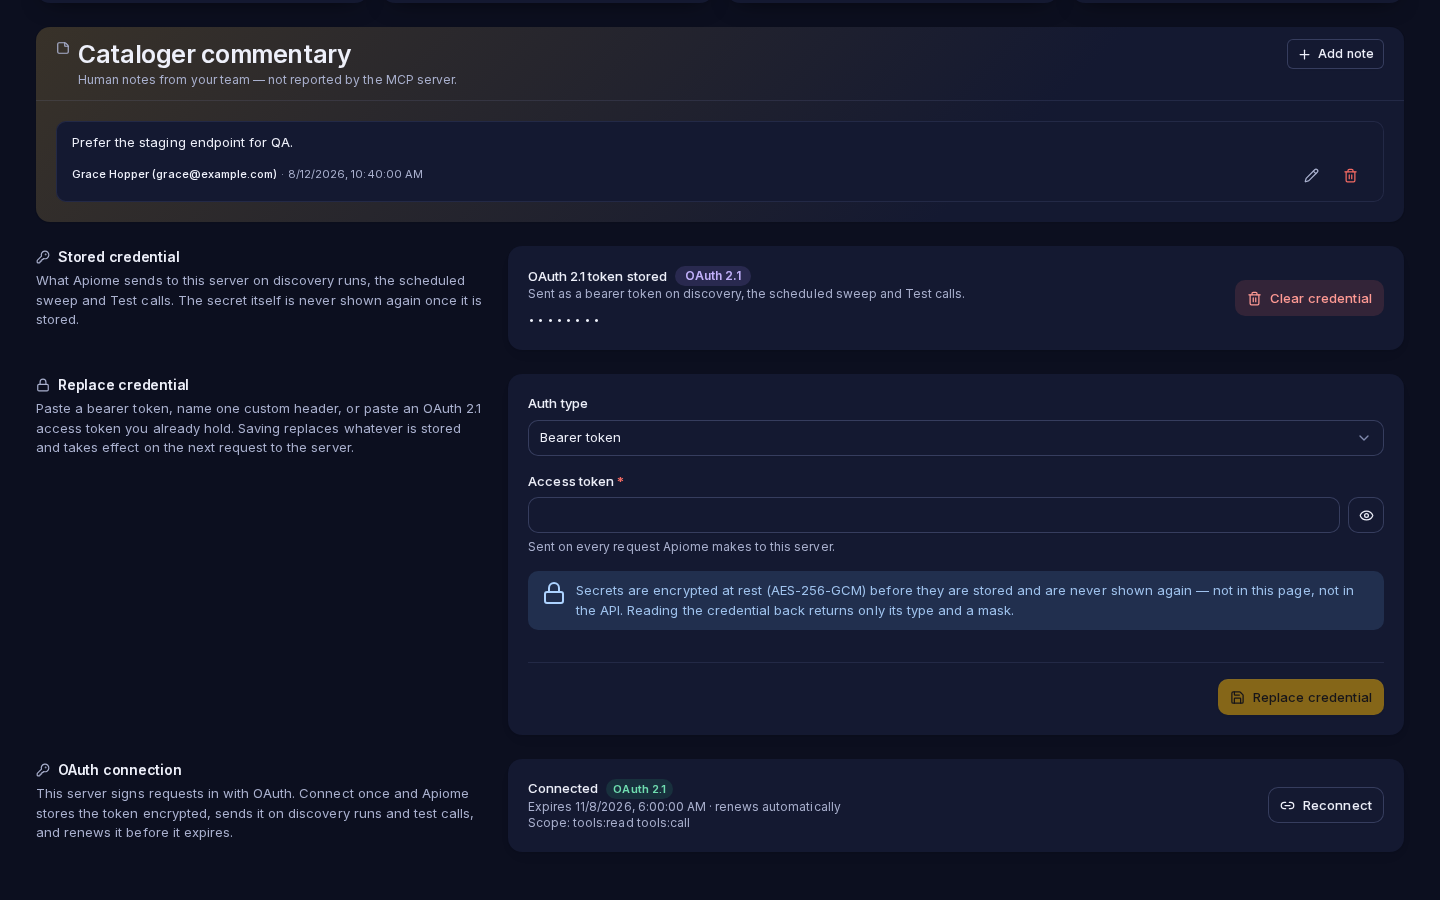 Cataloger commentary
Human notes from your team — not reported by the MCP server.
Add note
Prefer the staging endpoint for QA.
Grace Hopper (grace@example.com) · 8/12/2026, 10:40:00 AM
Stored credential
What Apiome sends to this server on discovery runs, the scheduled
sweep and Test calls. The secret itself is never shown again once it is
stored.
OAuth 2.1 token stored OAuth 2.1
Sent as a bearer token on discovery, the scheduled sweep and Test calls.
••••••••
Clear credential
Replace credential
Paste a bearer token, name one custom header, or paste an OAuth 2.1
access token you already hold. Saving replaces whatever is stored
and takes effect on the next request to the server.
Auth type
Bearer token
Access token *
Sent on every request Apiome makes to this server.
Secrets are encrypted at rest (AES-256-GCM) before they are stored and are never shown again — not in this page, not in
the API. Reading the credential back returns only its type and a mask.
Replace credential
OAuth connection
This server signs requests in with OAuth. Connect once and Apiome
stores the token encrypted, sends it on discovery runs and test calls,
and renews it before it expires.
Connected OAuth 2.1
Expires 11/8/2026, 6:00:00 AM · renews automatically
Scope: tools:read tools:call
Reconnect